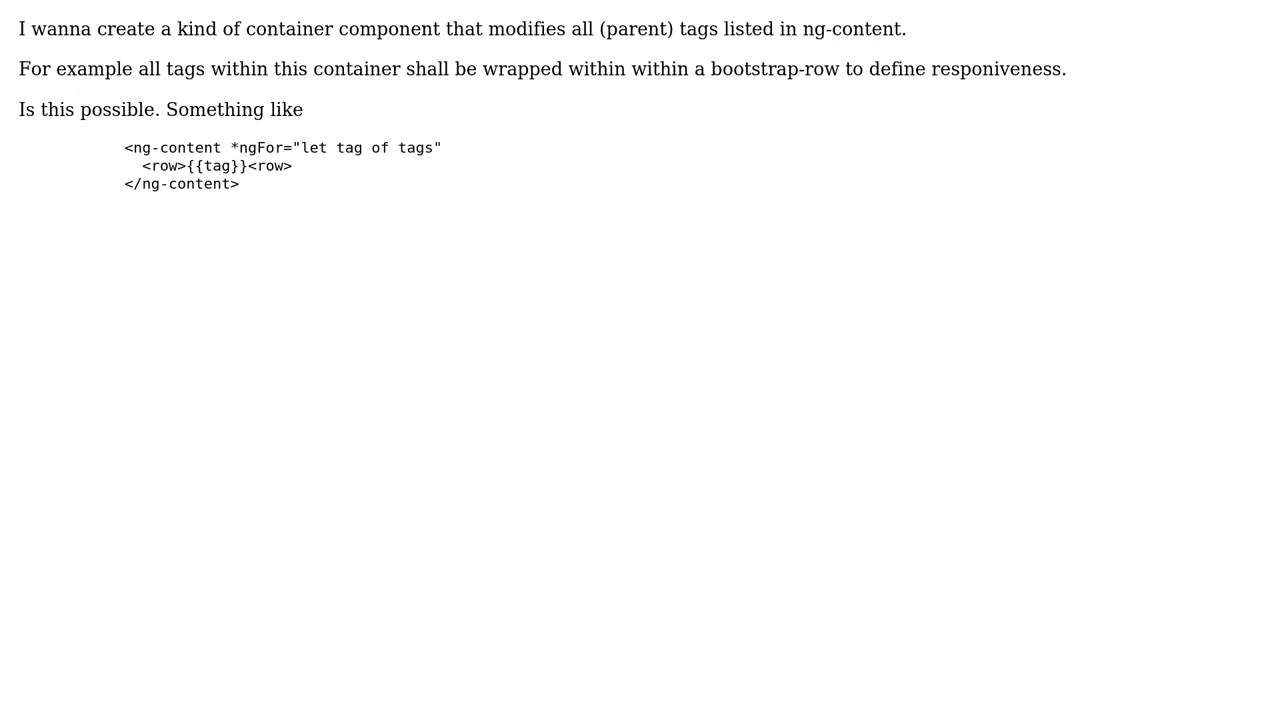 I wanna create a kind of container component that modifies all (parent) tags listed in ng-content.
For example all tags within this container shall be wrapped within within a bootstrap-row to define responiveness.
Is this possible. Something like
<ng-content *ngFor="let tag of tags"
  <row>{{tag}}<row>
</ng-content>